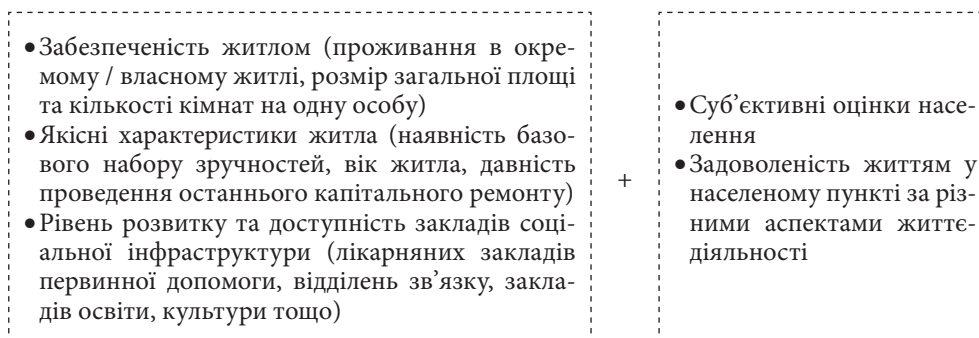 •Забезпеченість житлом (проживання в окре-
мому / власному житлі, розмір загальної площі
та кількості кімнат на одну особу)
•Якісні характеристики житла (наявність базо-
вого набору зручностей, вік житла, давність
проведення останнього капітального ремонту)
•Рівень розвитку та доступність закладів соці-
альної інфраструктури (лікарняних закладів
первинної допомоги, відділень зв’язку, закла-
дів освіти, культури тощо)
+
•Суб’єктивні оцінки насе-
лення
•Задоволеність життям у
населеному пункті за різ-
ними аспектами життє-
діяльності